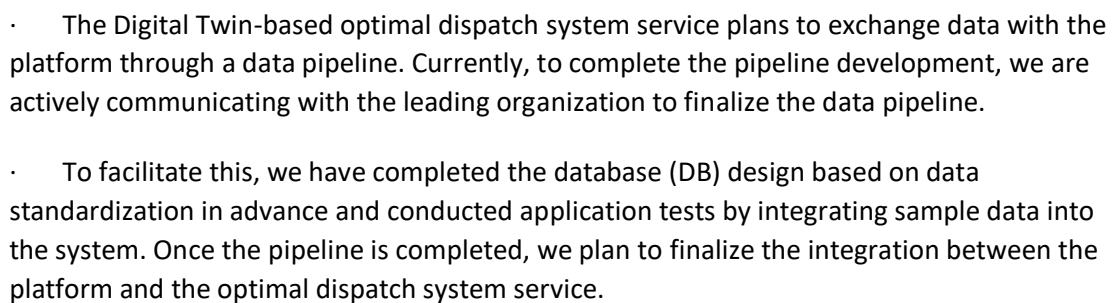 · The Digital Twin-based optimal dispatch system service plans to exchange data with the
platform through a data pipeline. Currently, to complete the pipeline development, we are
actively communicating with the leading organization to finalize the data pipeline.
· To facilitate this, we have completed the database (DB) design based on data
standardization in advance and conducted application tests by integrating sample data into
the system. Once the pipeline is completed, we plan to finalize the integration between the
platform and the optimal dispatch system service.